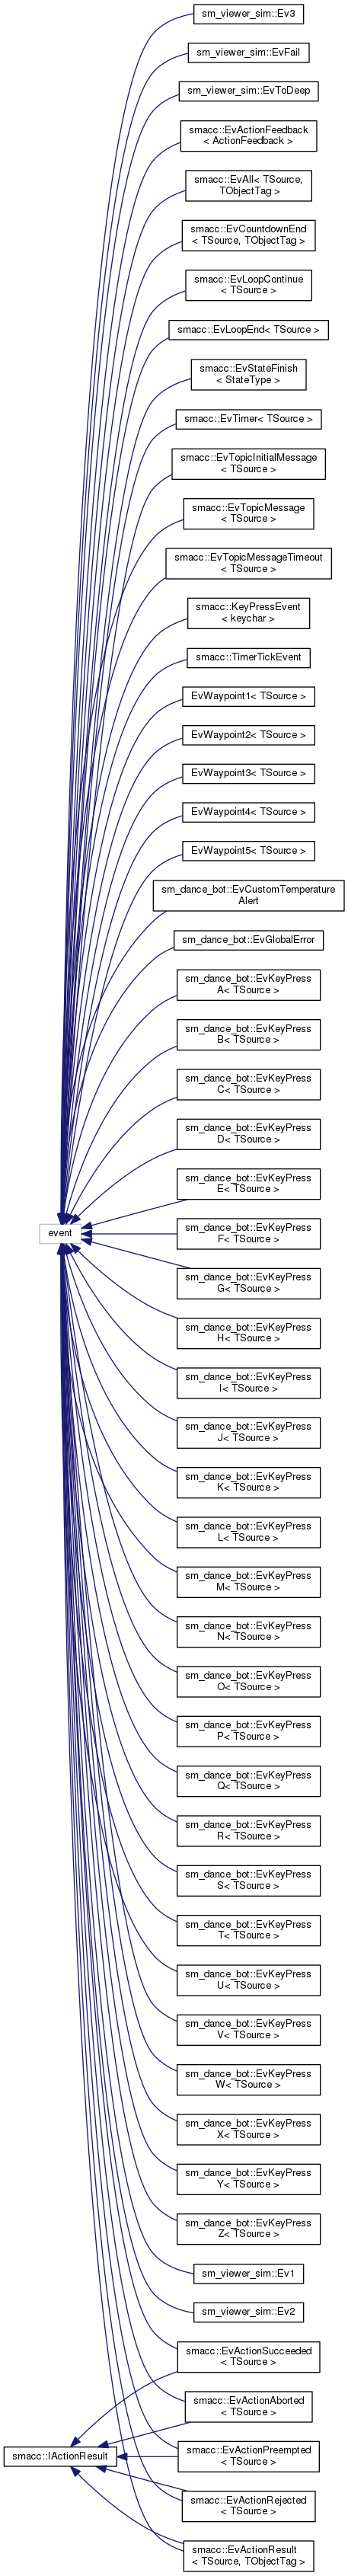 sm_viewer_sim::Ev3
sm_viewer_sim::EvFail
sm_viewer_sim::EvToDeep
smacc::EvActionFeedback
< ActionFeedback >
smacc::EvAll< TSource,
TObjectTag >
smacc::EvCountdownEnd
< TSource, TObjectTag >
smacc::EvLoopContinue
< TSource >
smacc::EvLoopEnd< TSource >
smacc::EvStateFinish
< StateType >
smacc::EvTimer< TSource >
smacc::EvTopicInitialMessage
< TSource >
smacc::EvTopicMessage
< TSource >
smacc::EvTopicMessageTimeout
< TSource >
smacc::KeyPressEvent
< keychar >
smacc::TimerTickEvent
EvWaypoint1< TSource >
EvWaypoint2< TSource >
EvWaypoint3< TSource >
EvWaypoint4< TSource >
EvWaypoint5< TSource >
sm_dance_bot::EvCustomTemperature
Alert
sm_dance_bot::EvGlobalError
sm_dance_bot::EvKeyPress
A< TSource >
sm_dance_bot::EvKeyPress
B< TSource >
sm_dance_bot::EvKeyPress
C< TSource >
sm_dance_bot::EvKeyPress
D< TSource >
sm_dance_bot::EvKeyPress
E< TSource >
event
sm_dance_bot::EvKeyPress
F< TSource >
sm_dance_bot::EvKeyPress
G< TSource >
sm_dance_bot::EvKeyPress
H< TSource >
sm_dance_bot::EvKeyPress
I< TSource >
sm_dance_bot::EvKeyPress
J< TSource >
sm_dance_bot::EvKeyPress
K< TSource >
sm_dance_bot::EvKeyPress
L< TSource >
sm_dance_bot::EvKeyPress
M< TSource >
sm_dance_bot::EvKeyPress
N< TSource >
sm_dance_bot::EvKeyPress
O< TSource >
sm_dance_bot::EvKeyPress
P< TSource >
sm_dance_bot::EvKeyPress
Q< TSource >
sm_dance_bot::EvKeyPress
R< TSource >
sm_dance_bot::EvKeyPress
S< TSource >
sm_dance_bot::EvKeyPress
T< TSource >
sm_dance_bot::EvKeyPress
U< TSource >
sm_dance_bot::EvKeyPress
V< TSource >
sm_dance_bot::EvKeyPress
W< TSource >
sm_dance_bot::EvKeyPress
X< TSource >
sm_dance_bot::EvKeyPress
Y< TSource >
sm_dance_bot::EvKeyPress
Z< TSource >
sm_viewer_sim::Ev1
sm_viewer_sim::Ev2
smacc::EvActionSucceeded
< TSource >
smacc::EvActionAborted
< TSource >
smacc::IActionResult
smacc::EvActionPreempted
< TSource >
smacc::EvActionRejected
< TSource >
smacc::EvActionResult
< TSource, TObjectTag >